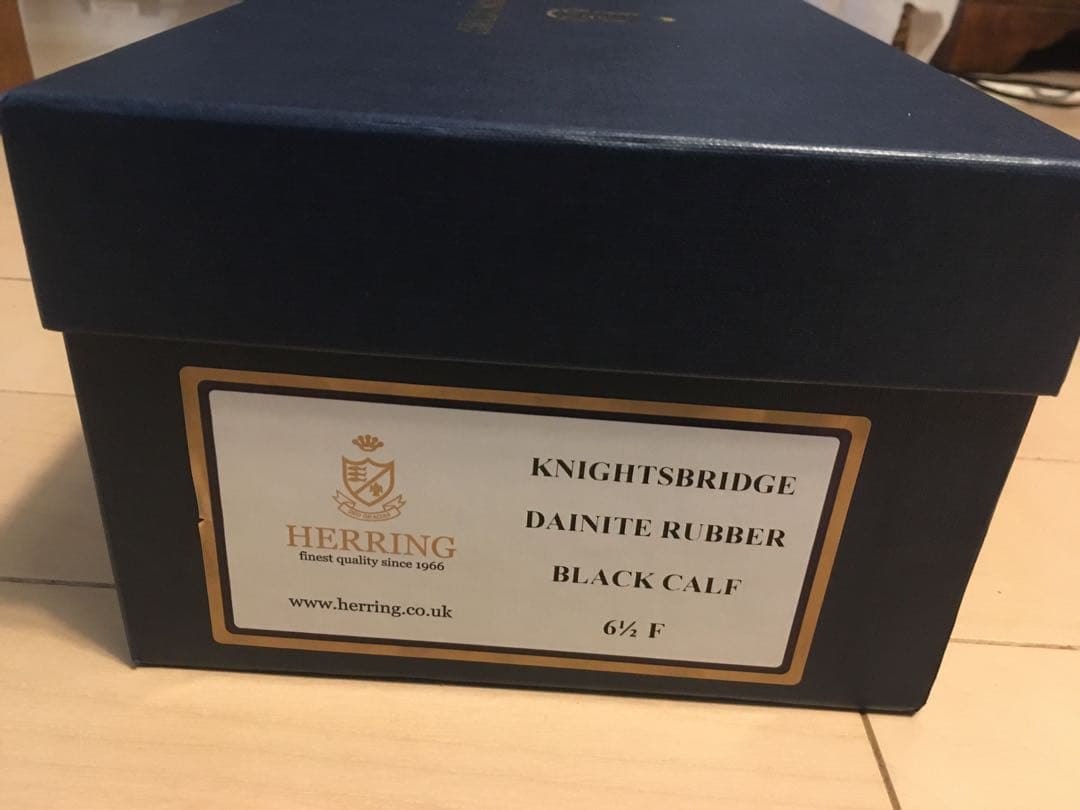 HERRING
finest quality since 1966
www.herring.co.uk
KNIGHTSBRIDGE
DAINITE RUBBER
BLACK CALF
6½ F